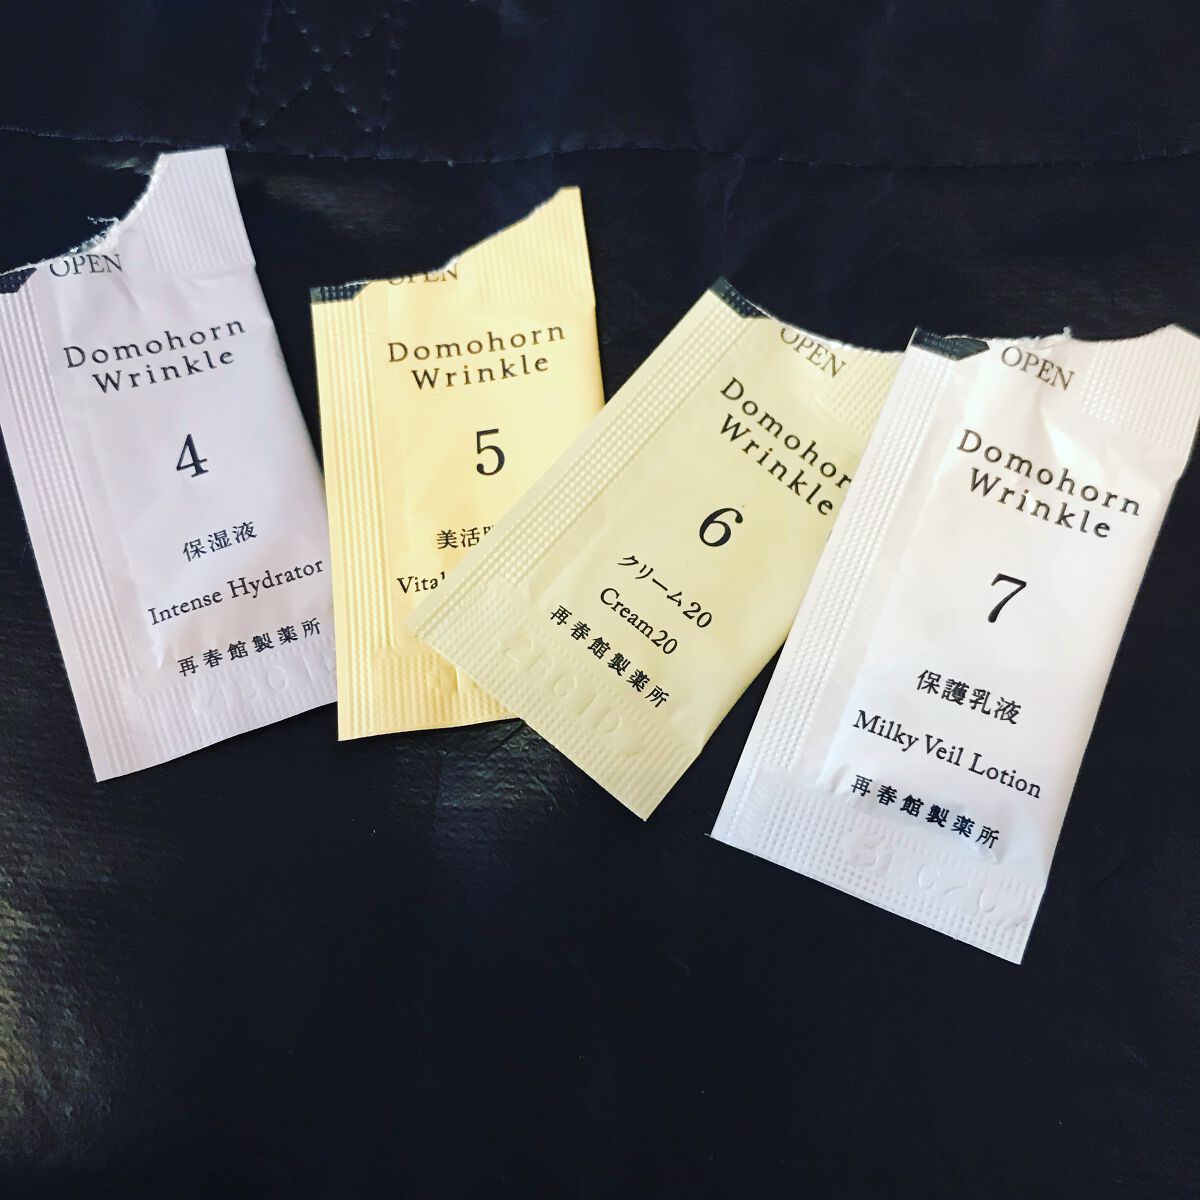 OPEN
Domohorn
Wrinkle
4
保湿液
Intense Hydrator
再春館製薬所
OPEN
Domohorn
Wrinkle
5
美活肌
OPEN
Domohorn
Wrinkle
6
クリーム20
Cream20
再春館製薬所
OPEN
Domohorn
Wrinkle
7
保護乳液
Milky Veil Lotion
再春館製薬所